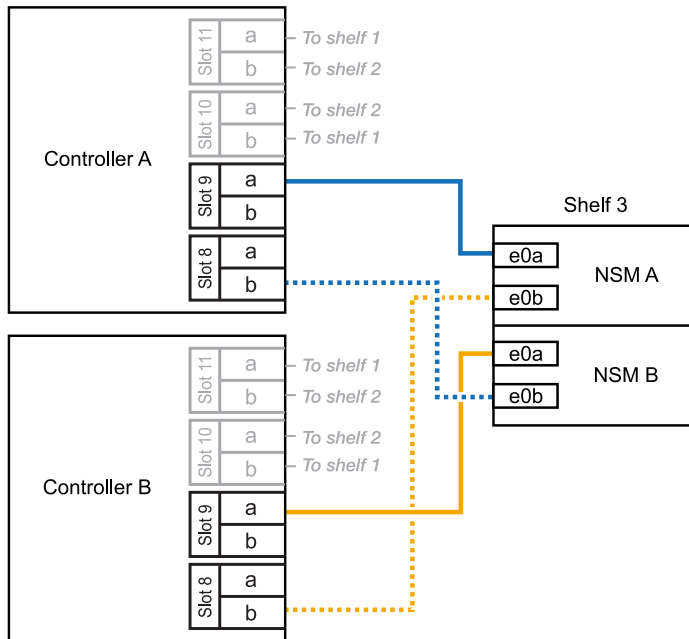 Controller A
Slot 11
a
To shelf 1
b
To shelf 2
Slot 10
a
To shelf 2
b
To shelf 1
Slot 9
a
b
Slot 8
a
b
Controller B
Slot 11
a
To shelf 1
b
To shelf 2
Slot 10
a
To shelf 2
b
To shelf 1
Slot 9
a
b
Slot 8
a
b
Shelf 3
e0a
e0b
NSM A
e0a
e0b
NSM B